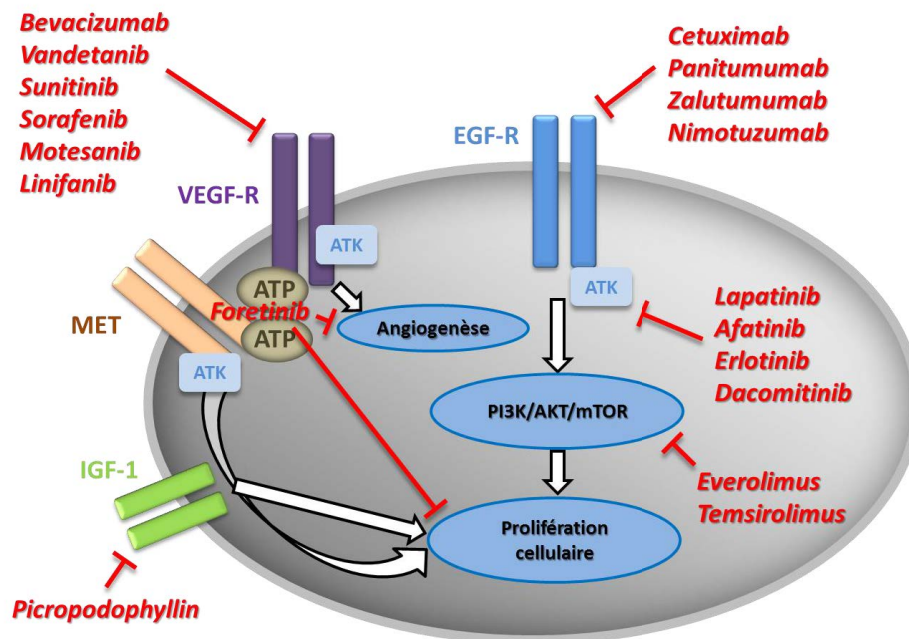 Bevacizumab
Vandetanib
Sunitinib
Sorafenib
Motesanib
Linifanib
Cetuximab
Panitumumab
Zalutumumab
Nimotuzumab
EGF-R
VEGF-R
ATK
ATP
Foretinib
ATP
Angiogenèse
ATK
MET
ATK
Lapatinib
Afatinib
Erlotinib
Dacomitinib
PI3K/AKT/mTOR
IGF-1
Everolimus
Temsirolimus
Prolifération
cellulaire
Picropodophyllin